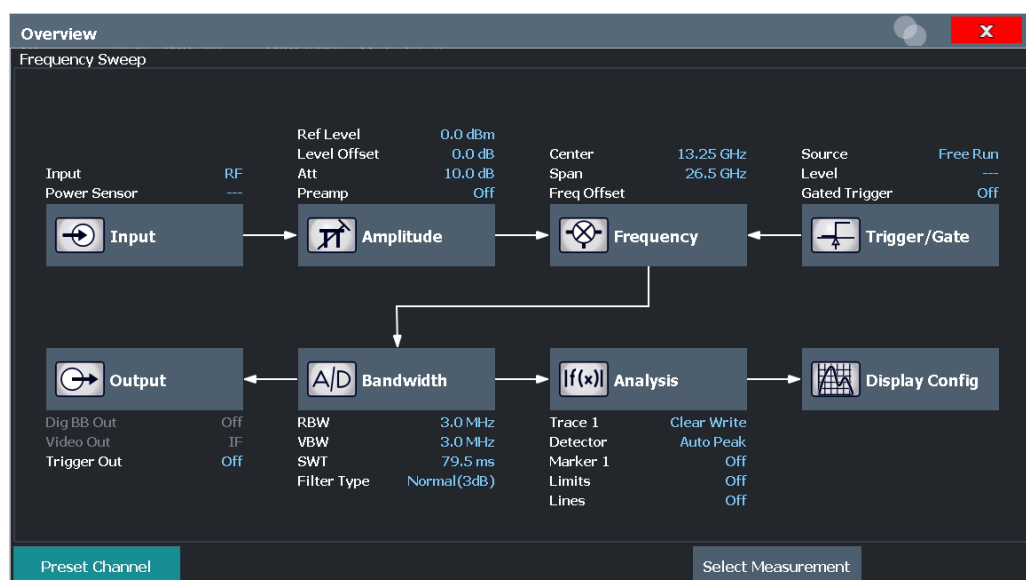 Overview
X
Frequency Sweep
Ref Level 0.0 dBm
Level Offset 0.0 dB Center 13.25 GHz Source Free Run
Input RF Att 10.0 dB Span 26.5 GHz Level ---
Power Sensor --- Preamp Off Freq Offset Gated Trigger Off
Input Amplitude Frequency Trigger/Gate
Output A/D Bandwidth |f(x)| Analysis Display Config
Dig BB Out Off RBW 3.0 MHz Trace 1 Clear Write
Video Out IF VBW 3.0 MHz Detector Auto Peak
Trigger Out Off SWT 79.5 ms Marker 1 Off
Filter Type Normal(3dB) Limits Off
Lines Off
Preset Channel Select Measurement